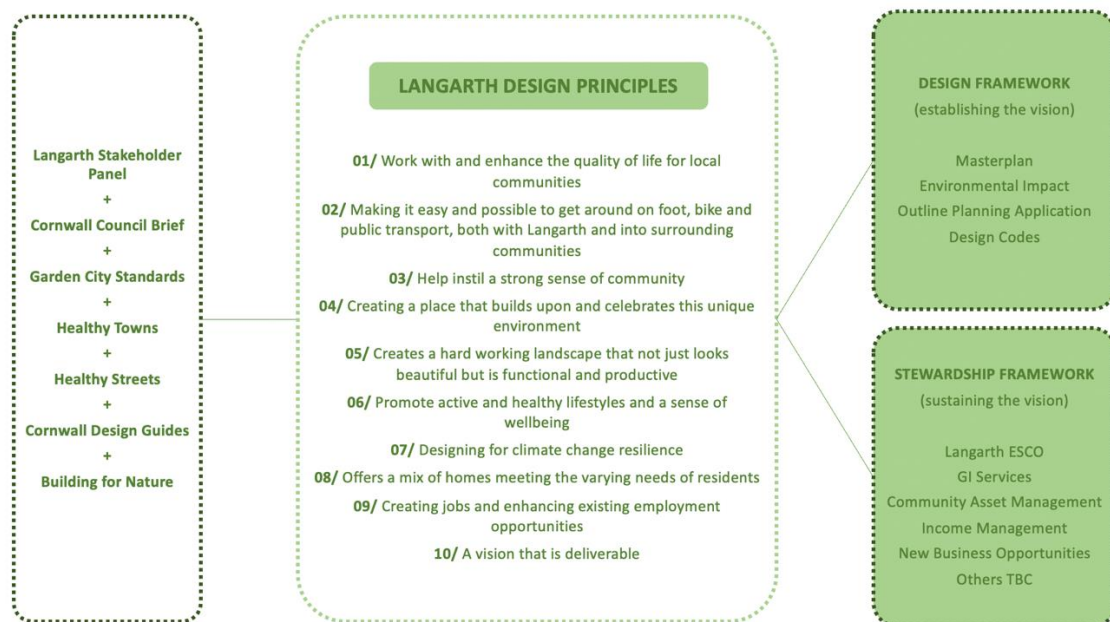 Langarth Stakeholder
Panel
+
Cornwall Council Brief
+
Garden City Standards
+
Healthy Towns
+
Healthy Streets
+
Cornwall Design Guides
+
Building for Nature
LANGARTH DESIGN PRINCIPLES
01/ Work with and enhance the quality of life for local
communities
02/ Making it easy and possible to get around on foot, bike and
public transport, both with Langarth and into surrounding
communities
03/ Help instil a strong sense of community
04/ Creating a place that builds upon and celebrates this unique
environment
05/ Creates a hard working landscape that not just looks
beautiful but is functional and productive
06/ Promote active and healthy lifestyles and a sense of
wellbeing
07/ Designing for climate change resilience
08/ Offers a mix of homes meeting the varying needs of residents
09/ Creating jobs and enhancing existing employment
opportunities
10/ A vision that is deliverable
DESIGN FRAMEWORK
(establishing the vision)
Masterplan
Environmental Impact
Outline Planning Application
Design Codes
STEWARDSHIP FRAMEWORK
(sustaining the vision)
Langarth ESCO
GI Services
Community Asset Management
Income Management
New Business Opportunities
Others TBC